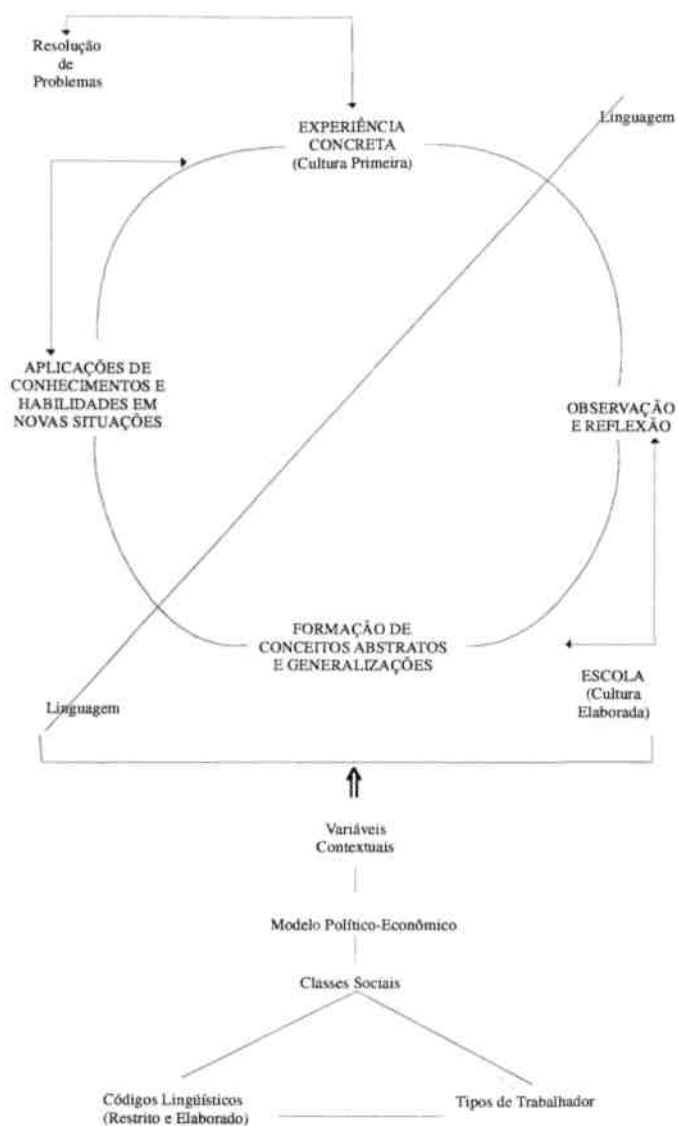 Resolução
de
Problemas
Linguagem
EXPERIÊNCIA
CONCRETA
(Cultura Primeira)
APLICAÇÕES DE
CONHECIMENTOS E
HABILIDADES EM
NOVAS SITUAÇÕES
OBSERVAÇÃO
E REFLEXÃO
FORMAÇÃO DE
CONCEITOS ABSTRATOS
E GENERALIZAÇÕES
ESCOLA
(Cultura
Elaborada)
Linguagem
Variáveis
Contextuais
Modelo Político-Econômico
Classes Sociais
Códigos Lingüísticos
(Restrito e Elaborado)
Tipos de Trabalhador